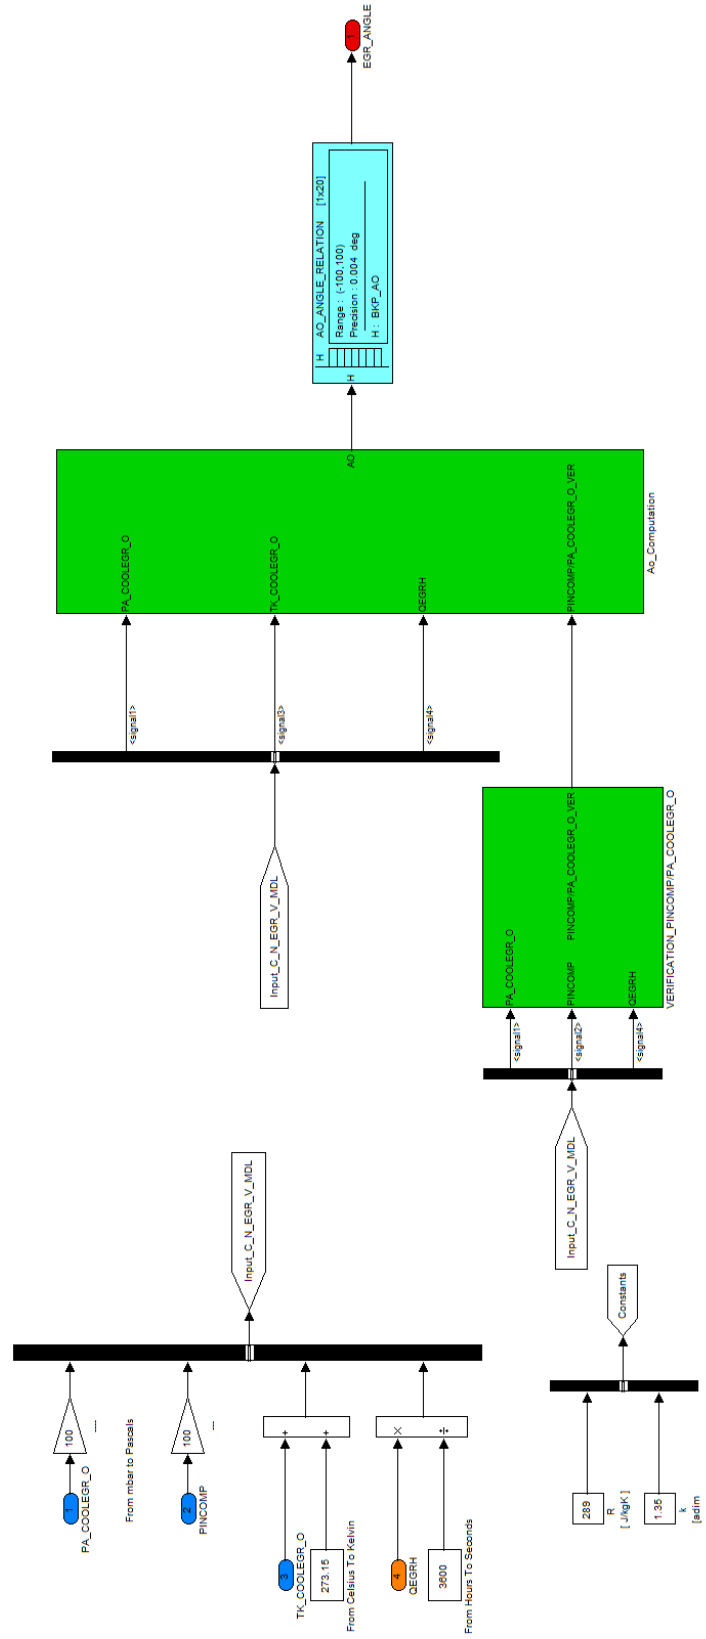 1
PA_COOLEGR_O
100
---
From mbar to Pascals
2
PINCOMP
100
---
3
TK_COOLEGR_O
273.15
From Celsius To Kelvin
+
+
4
QEGRH
3600
From Hours To Seconds
×
÷
Input_C_N_EGR_V_MDL
289
R
[ J/kgK ]
1.35
k
[adim
Constants
Input_C_N_EGR_V_MDL
<signal1>
<signal2>
<signal4>
PA_COOLEGR_O
PINCOMP
QEGRH
PINCOMP/PA_COOLEGR_O_VER
VERIFICATION_PINCOMP/PA_COOLEGR_O
Input_C_N_EGR_V_MDL
<signal1>
<signal3>
<signal4>
PA_COOLEGR_O
TK_COOLEGR_O
QEGRH
PINCOMP/PA_COOLEGR_O_VER
AO
Ao_Computation
H
H AO_ANGLE_RELATION [1x20]
Range : (-100,100)
Precision : 0.004 deg
H : BKP_AO
1
EGR_ANGLE